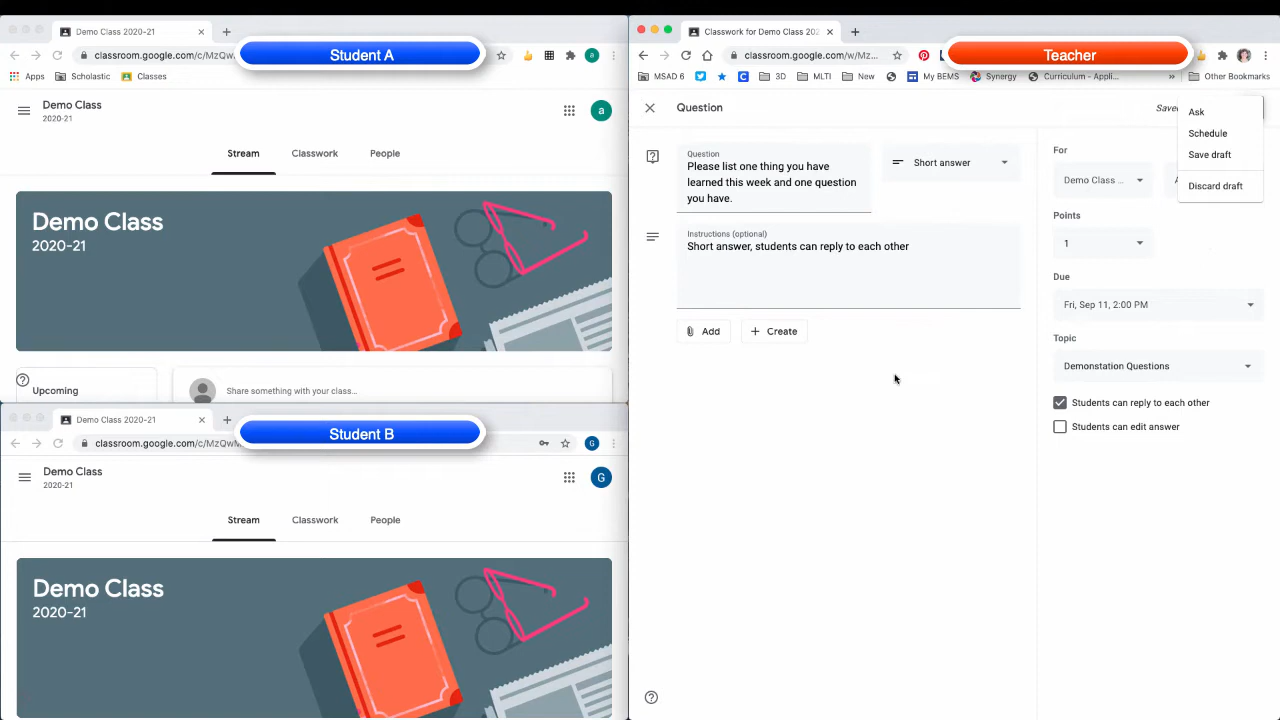 Demo Class 2020-21
classroom.google.com/c/MzQwM
Student A
a
Apps
Scholastic
Classes
Demo Class
2020-21
a
Stream
Classwork
People
Demo Class
2020-21
Upcoming
Share something with your class...
Demo Class 2020-21
classroom.google.com/c/MzQwM
Student B
G
Demo Class
2020-21
G
Stream
Classwork
People
Demo Class
2020-21
Classwork for Demo Class 202
classroom.google.com/w/Mz...
Teacher
MSAD 6
3D
MLTI
New
My BEMS
Synergy
Curriculum - Appli...
»
Other Bookmarks
Question
Saved
Ask
Schedule
Save draft
Discard draft
Question
Please list one thing you have
learned this week and one question
you have.
Short answer
Instructions (optional)
Short answer, students can reply to each other
Add
Create
For
Demo Class ...
Points
1
Due
Fri, Sep 11, 2:00 PM
Topic
Demonstation Questions
Students can reply to each other
Students can edit answer